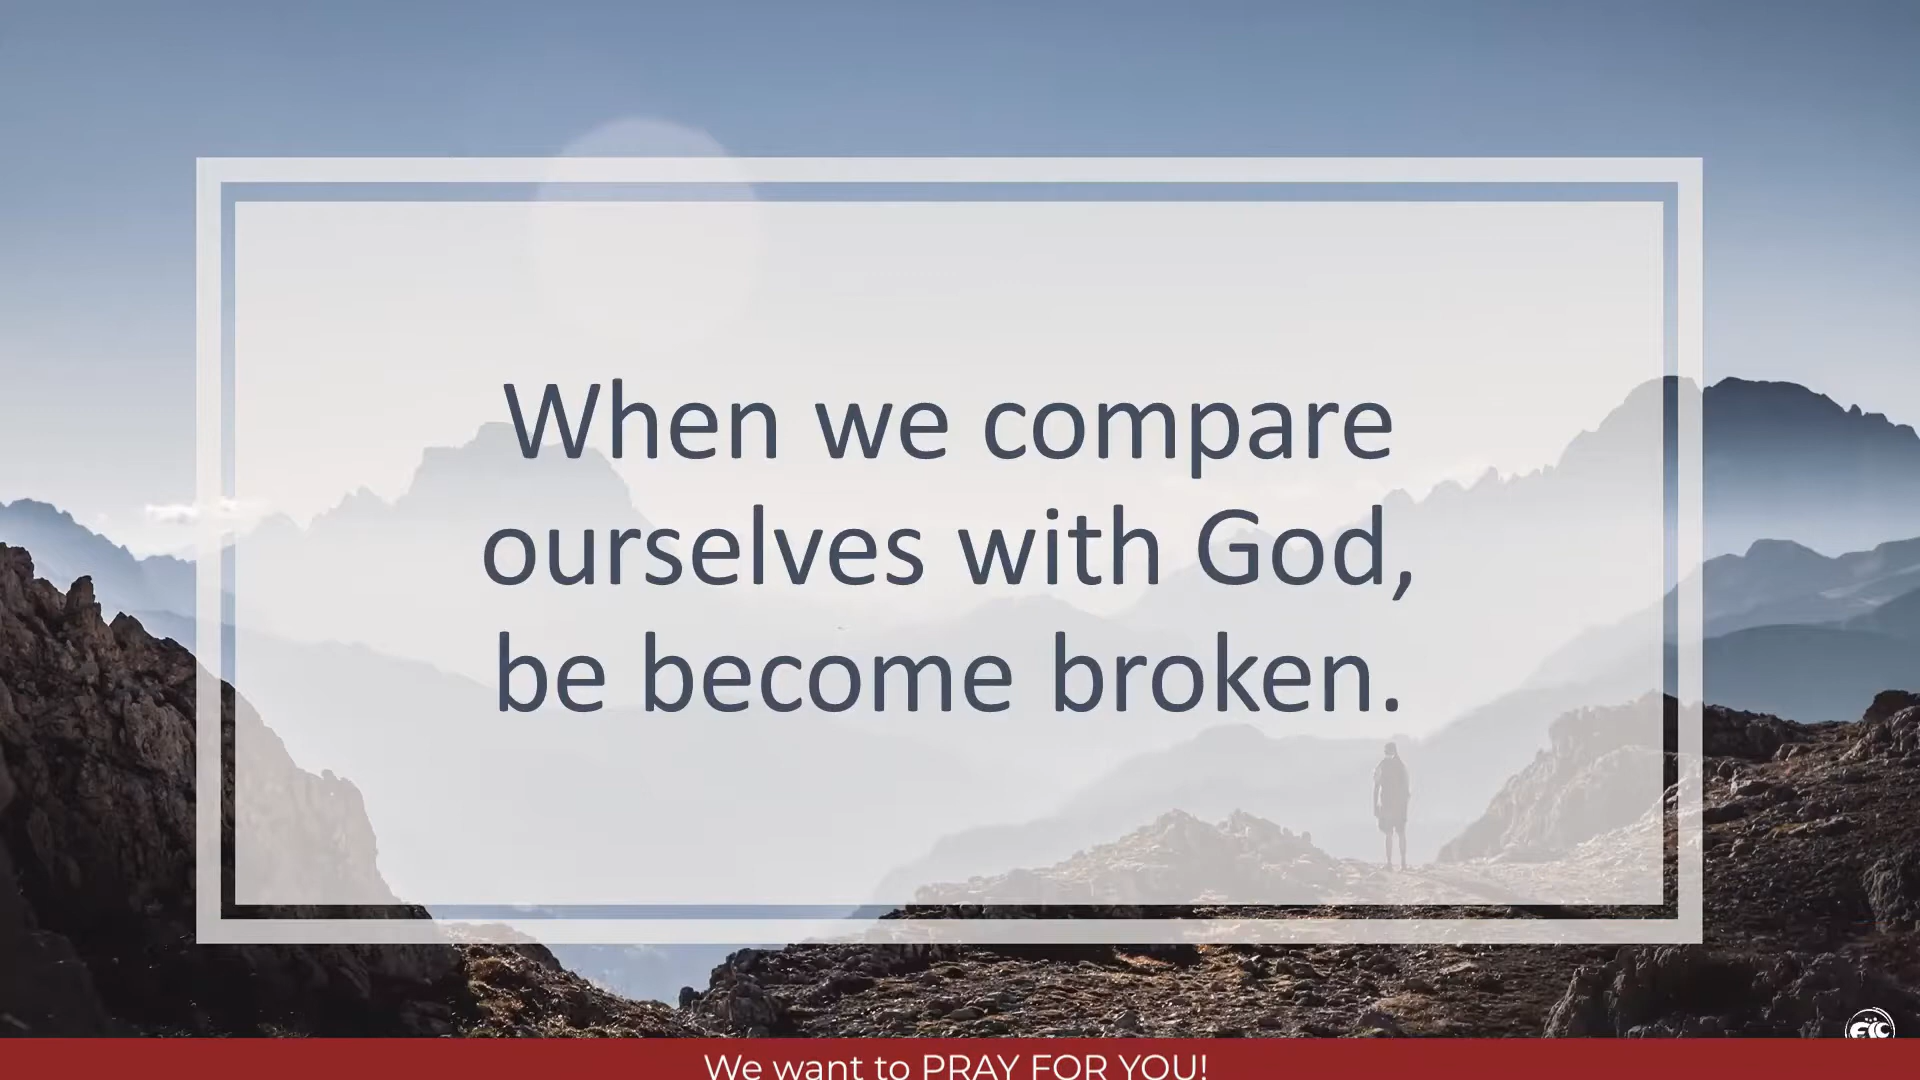 When we compare
ourselves with God,
be become broken.
We want to PRAY FOR YOU!